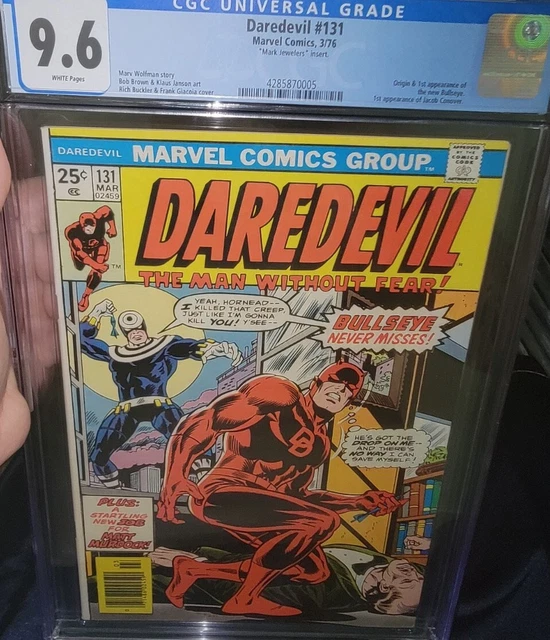 CGC UNIVERSAL GRADE
9.6
WHITE Pages
Daredevil #131
Marvel Comics, 3/76
"Mark Jewelers" insert.
Marv Wolfman story
Bob Brown & Klaus Janson art
Rich Buckler & Frank Giacoia cover
4285870005
Origin & 1st appearance of
the new Bullseye.
1st appearance of Jacob Conover.
DAREDEVIL
MARVEL COMICS GROUP
TM
APPROVED
BY THE
COMICS
CODE
AUTHORITY
25¢
131
MAR
02459
CC
DAREDEVIL
TM
THE MAN WITHOUT FEAR!
YEAH, HORNEAD--
I KILLED THAT CREEP,
JUST LIKE I'M GONNA
KILL YOU! Y'SEE--
BULLSEYE
NEVER MISSES!
HE'S GOT THE
DROP ON ME--
AND THERE'S
NO WAY I CAN
SAVE MYSELF!
PLUS:
A
STARTLING
NEW JOB
FOR
MATT
MURDOCK!